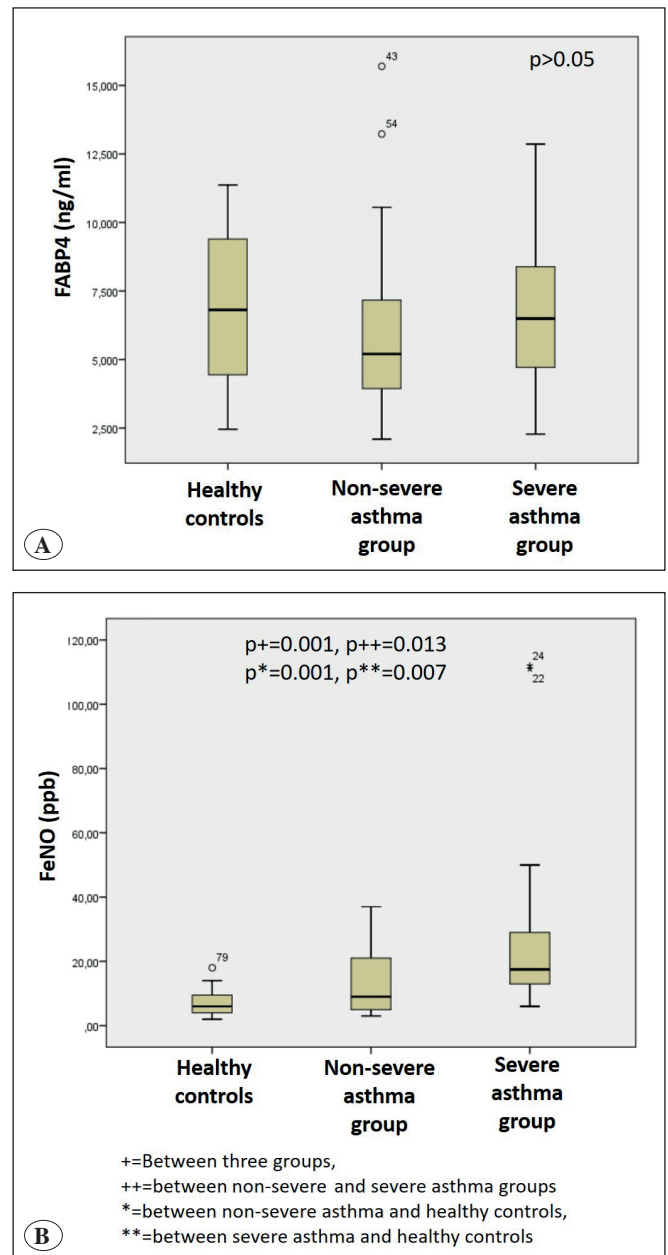 p>0.05
43
54
15,000
12,500
10,000
7,500
5,000
2,500
FABP4 (ng/ml)
Healthy controls
Non-severe asthma group
Severe asthma group
A
p+=0.001, p++=0.013
p*=0.001, p**=0.007
24
22
79
120,00
100,00
80,00
60,00
40,00
20,00
,00
FeNO (ppb)
Healthy controls
Non-severe asthma group
Severe asthma group
+=Between three groups,
++=between non-severe and severe asthma groups
*=between non-severe asthma and healthy controls,
**=between severe asthma and healthy controls
B